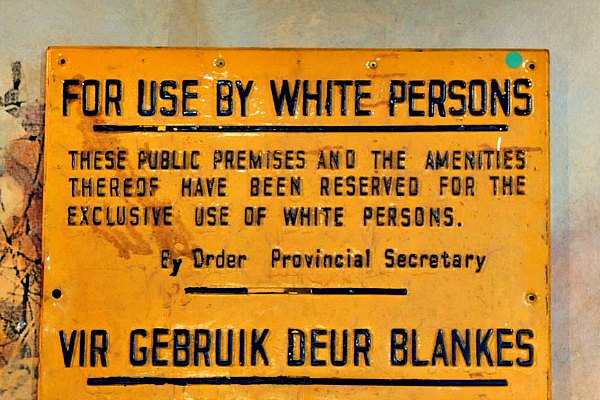 FOR USE BY WHITE PERSONS
THESE PUBLIC PREMISES AND THE AMENITIES
THEREOF HAVE BEEN RESERVED FOR THE
EXCLUSIVE USE OF WHITE PERSONS.
By Order Provincial Secretary
VIR GEBRUIK DEUR BLANKES